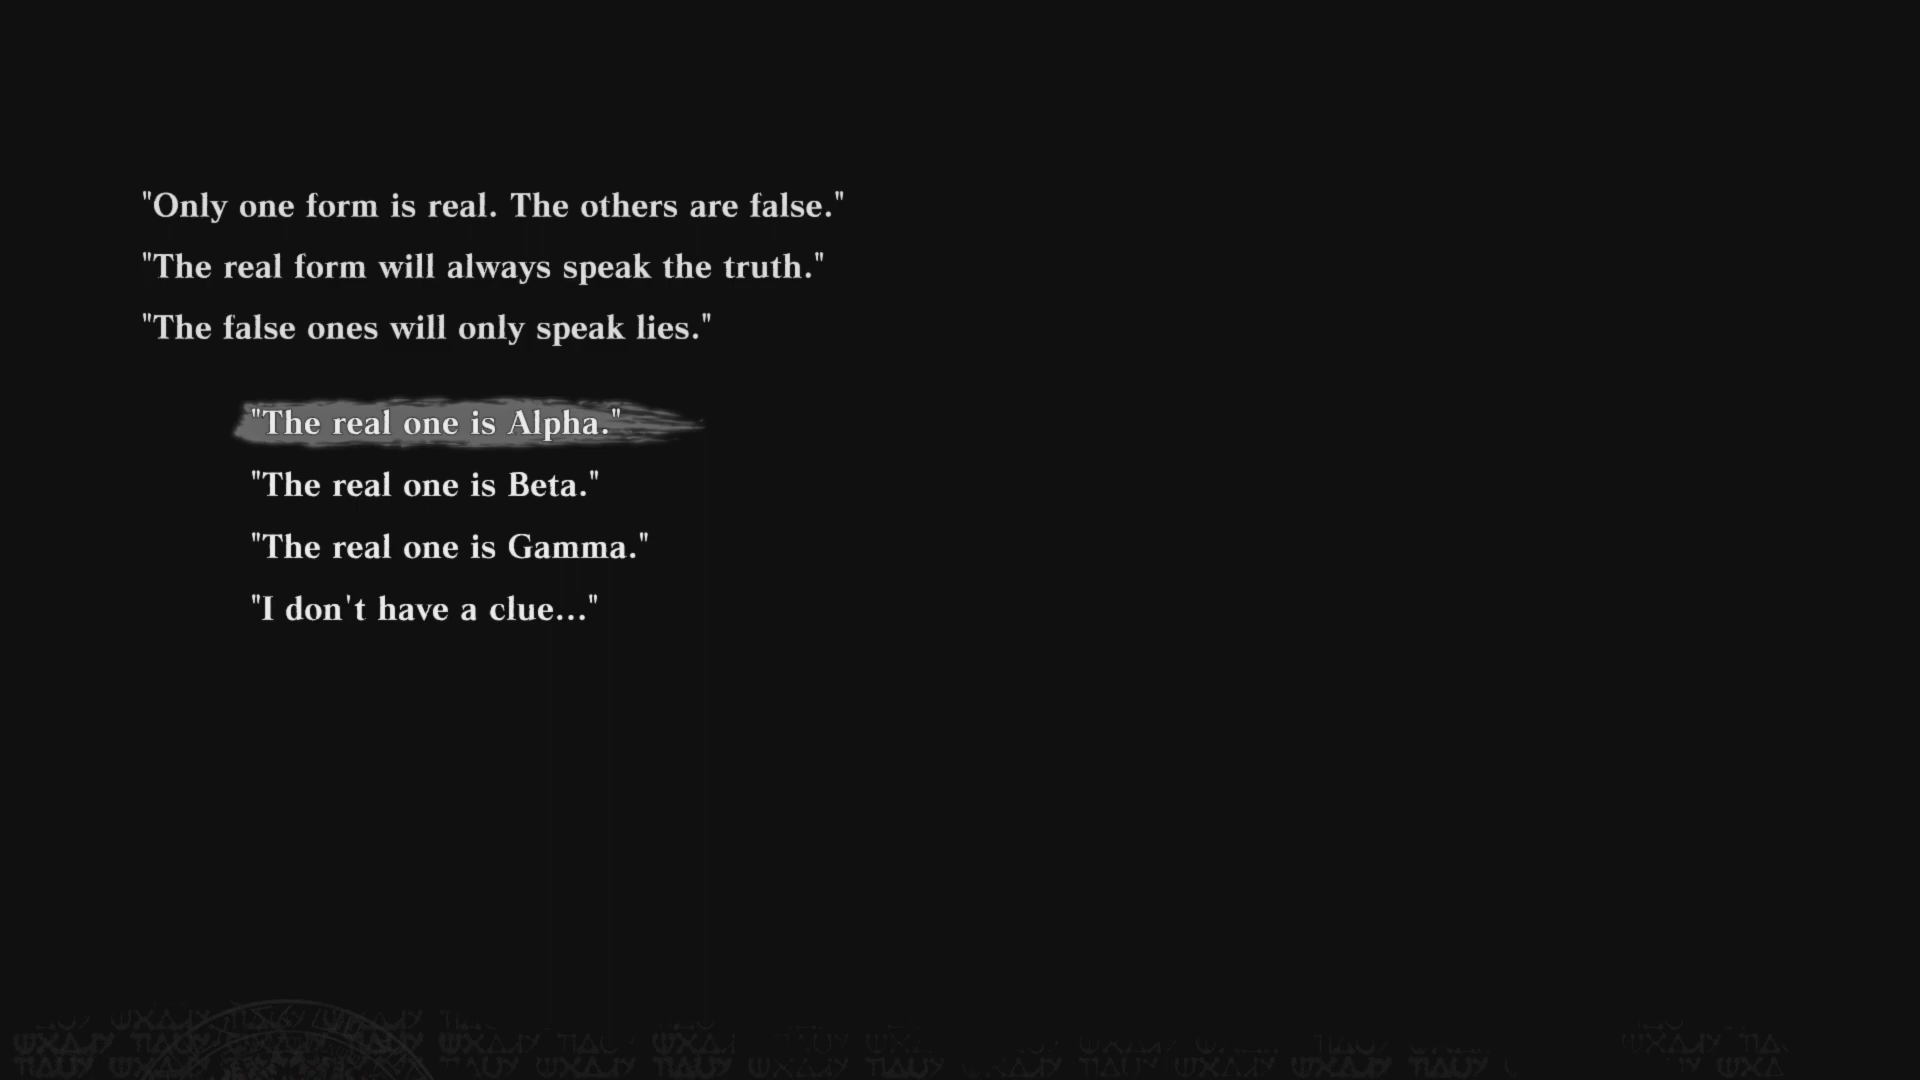 "Only one form is real. The others are false."
"The real form will always speak the truth."
"The false ones will only speak lies."
"The real one is Alpha."
"The real one is Beta."
"The real one is Gamma."
"I don't have a clue..."